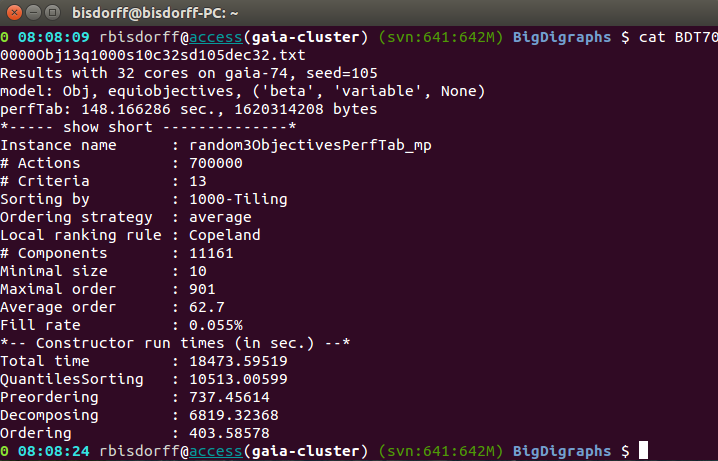 bisdorff@bisdorff-PC: ~
0 08:08:09 rbisdorff@access(gaia-cluster) (svn:641:642M) BigDigraphs $ cat BDT70
0000Obj13q1000s10c32sd105dec32.txt
Results with 32 cores on gaia-74, seed=105
model: Obj, equiobjectives, ('beta', 'variable', None)
perfTab: 148.166286 sec., 1620314208 bytes
*----- show short --------------*
Instance name      : random3ObjectivesPerfTab_mp
# Actions          : 700000
# Criteria         : 13
Sorting by         : 1000-Tiling
Ordering strategy  : average
Local ranking rule : Copeland
# Components       : 11161
Minimal size       : 10
Maximal order      : 901
Average order      : 62.7
Fill rate          : 0.055%
*-- Constructor run times (in sec.) --*
Total time         : 18473.59519
QuantilesSorting   : 10513.00599
Preordering        : 737.45614
Decomposing        : 6819.32368
Ordering           : 403.58578
0 08:08:24 rbisdorff@access(gaia-cluster) (svn:641:642M) BigDigraphs $